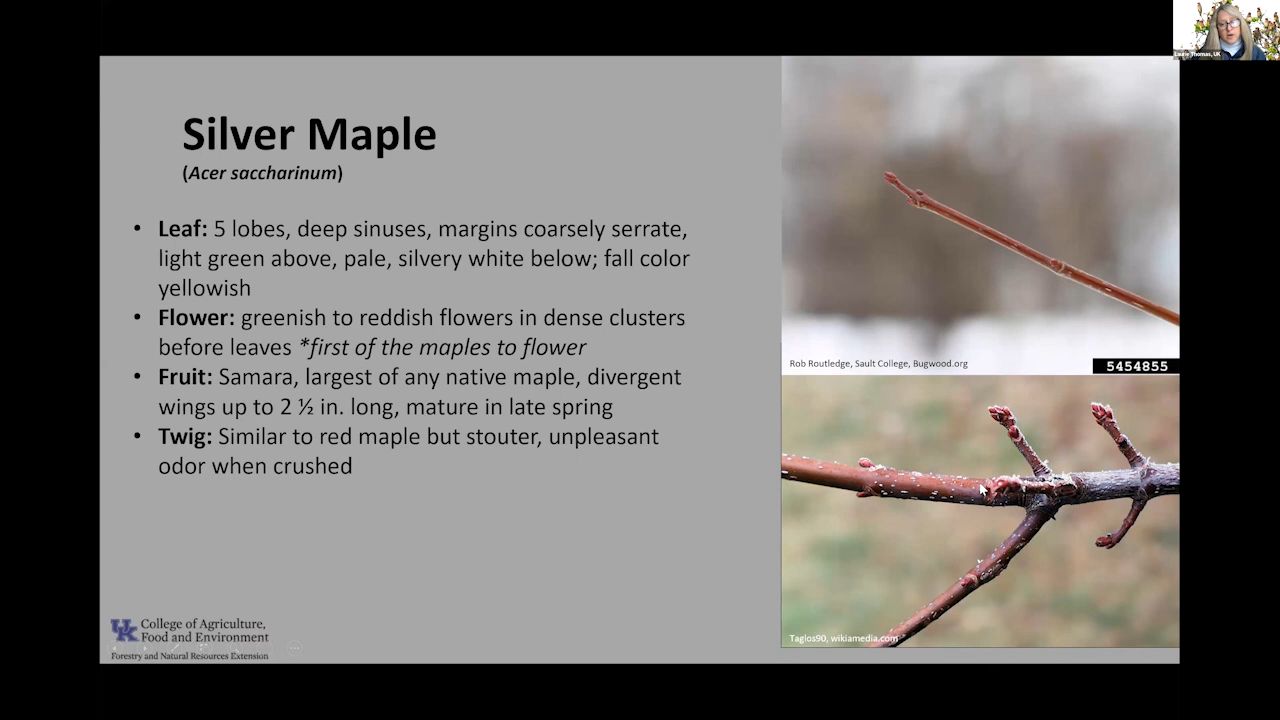 Laurie Thomas, UK
Silver Maple
(Acer saccharinum)
• Leaf: 5 lobes, deep sinuses, margins coarsely serrate,
light green above, pale, silvery white below; fall color
yellowish
• Flower: greenish to reddish flowers in dense clusters
before leaves *first of the maples to flower
• Fruit: Samara, largest of any native maple, divergent
wings up to 2 ½ in. long, mature in late spring
• Twig: Similar to red maple but stouter, unpleasant
odor when crushed
Rob Routledge, Sault College, Bugwood.org
5454855
Taglos90, wikiamedia.com
UK College of Agriculture,
Food and Environment
Forestry and Natural Resources Extension